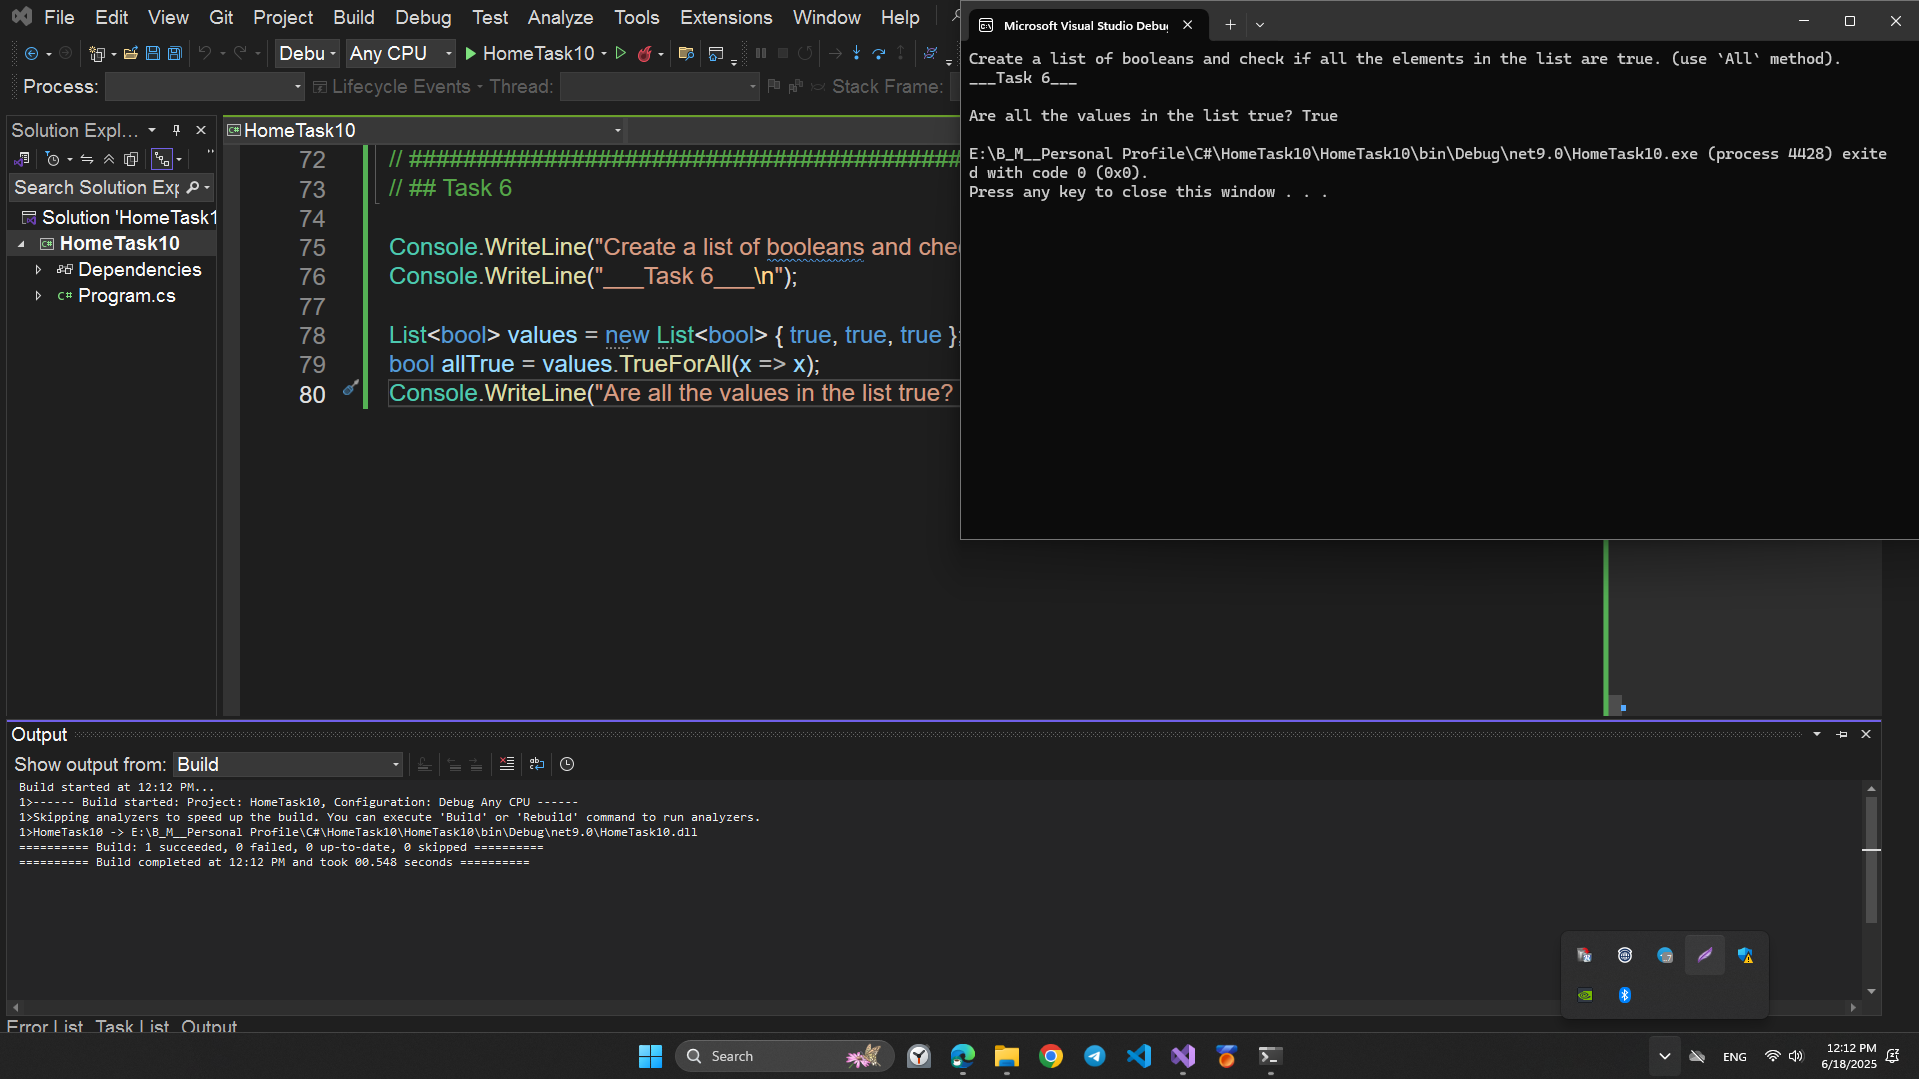 File Edit View Git Project Build Debug Test Analyze Tools Extensions Window Help
Debu Any CPU HomeTask10
Process: Lifecycle Events Thread: Stack Frame:
Solution Expl...
Search Solution Exp
Solution 'HomeTask1
HomeTask10
Dependencies
C# Program.cs
C# HomeTask10
72 // ########################################
73 // ## Task 6
74
75 Console.WriteLine("Create a list of booleans and che
76 Console.WriteLine("___Task 6___\n");
77
78 List<bool> values = new List<bool> { true, true, true };
79 bool allTrue = values.TrueForAll(x => x);
80 Console.WriteLine("Are all the values in the list true?
Microsoft Visual Studio Debug
Create a list of booleans and check if all the elements in the list are true. (use `All` method).
___Task 6___
Are all the values in the list true? True
E:\B_M__Personal Profile\C#\HomeTask10\HomeTask10\bin\Debug\net9.0\HomeTask10.exe (process 4428) exite
d with code 0 (0x0).
Press any key to close this window . . .
Output
Show output from: Build
Build started at 12:12 PM...
1>------ Build started: Project: HomeTask10, Configuration: Debug Any CPU ------
1>Skipping analyzers to speed up the build. You can execute 'Build' or 'Rebuild' command to run analyzers.
1>HomeTask10 -> E:\B_M__Personal Profile\C#\HomeTask10\HomeTask10\bin\Debug\net9.0\HomeTask10.dll
========== Build: 1 succeeded, 0 failed, 0 up-to-date, 0 skipped ==========
========== Build completed at 12:12 PM and took 00.548 seconds ==========
Error List Task List Output
Search
ENG
12:12 PM
6/18/2025